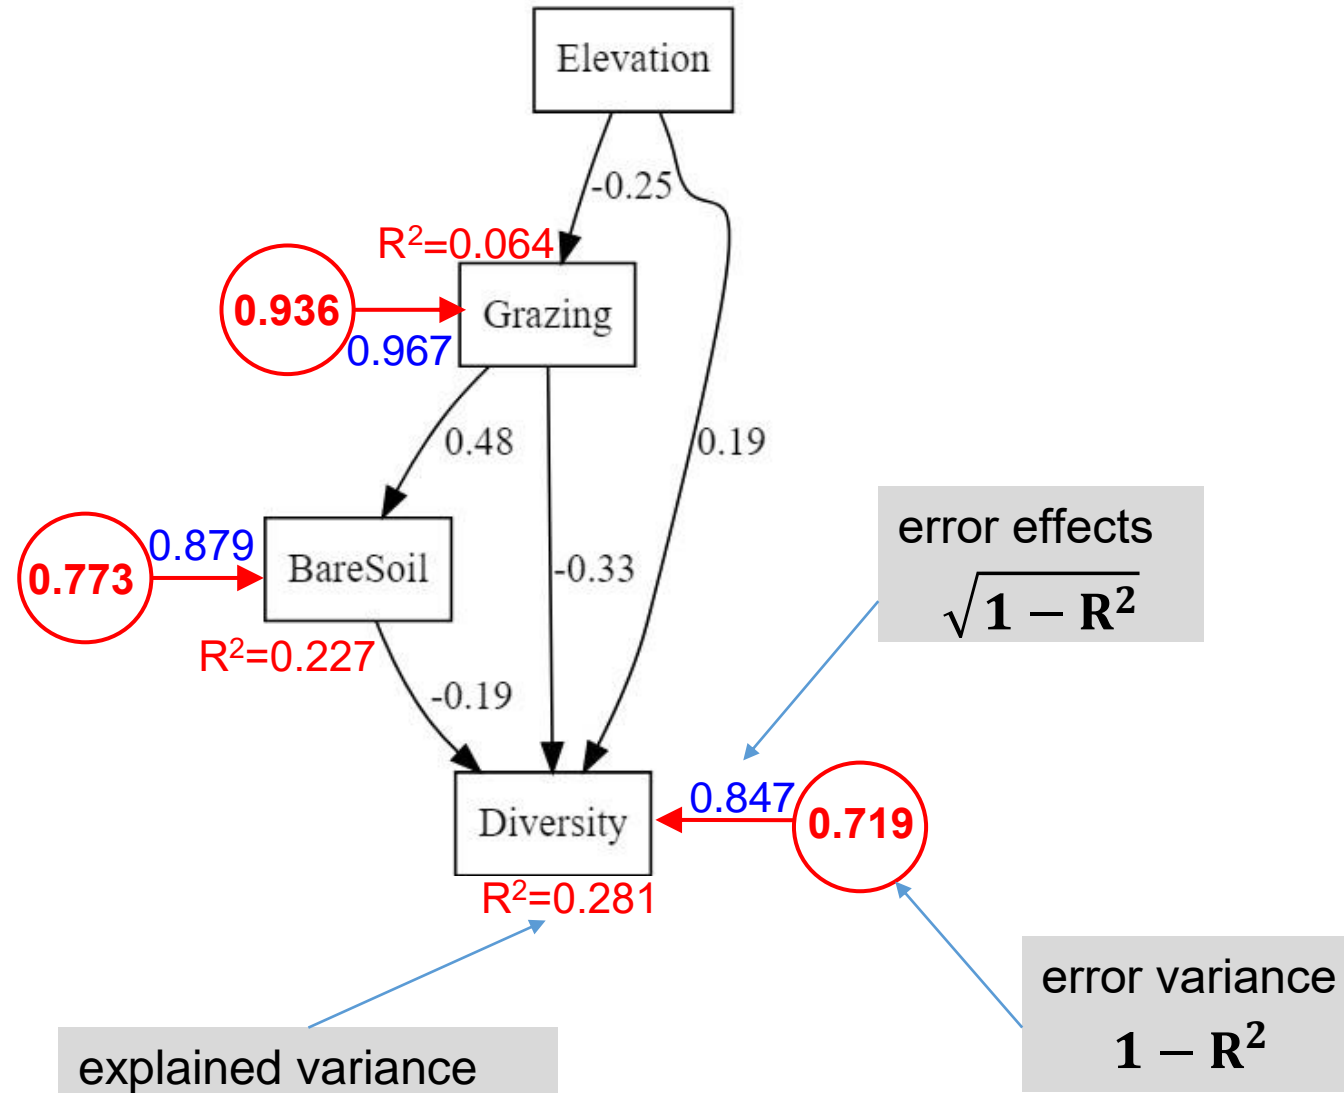 Elevation
-0.25
R²=0.064
0.936
Grazing
0.967
0.48
0.19
error effects
√1 − R²
0.879
0.773
BareSoil
-0.33
R²=0.227
-0.19
0.847
Diversity
0.719
R²=0.281
error variance
1 − R²
explained variance